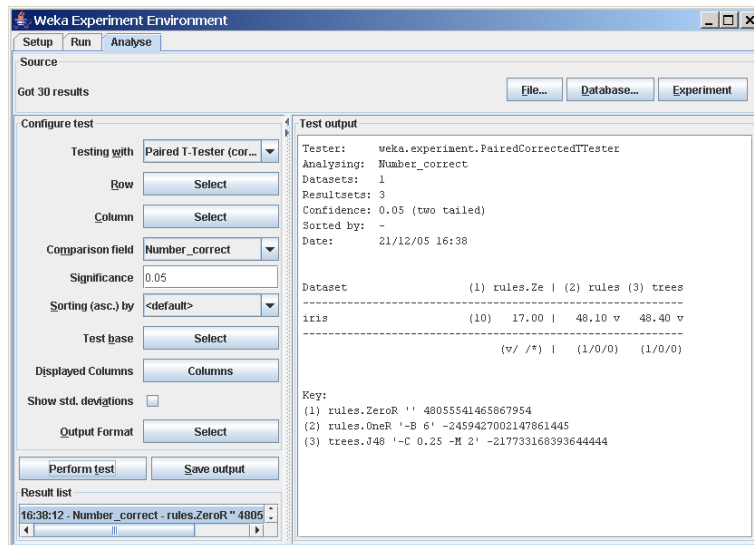 Weka Experiment Environment
Setup Run Analyse
Source
Got 30 results
File... Database... Experiment
Configure test
Testing with Paired T-Tester (cor...
Row Select
Column Select
Comparison field Number_correct
Significance 0.05
Sorting (asc.) by <default>
Test base Select
Displayed Columns Columns
Show std. deviations
Output Format Select
Perform test Save output
Result list
16:38:12 - Number_correct - rules.ZeroR '' 4805
Test output
Tester: weka.experiment.PairedCorrectedTTester
Analysing: Number_correct
Datasets: 1
Resultsets: 3
Confidence: 0.05 (two tailed)
Sorted by: -
Date: 21/12/05 16:38
Dataset (1) rules.Ze | (2) rules (3) trees
----------------------------------------------------------
iris (10) 17.00 | 48.10 v 48.40 v
----------------------------------------------------------
(v/ /*) | (1/0/0) (1/0/0)
Key:
(1) rules.ZeroR '' 48055541465867954
(2) rules.OneR '-B 6' -2459427002147861445
(3) trees.J48 '-C 0.25 -M 2' -217733168393644444